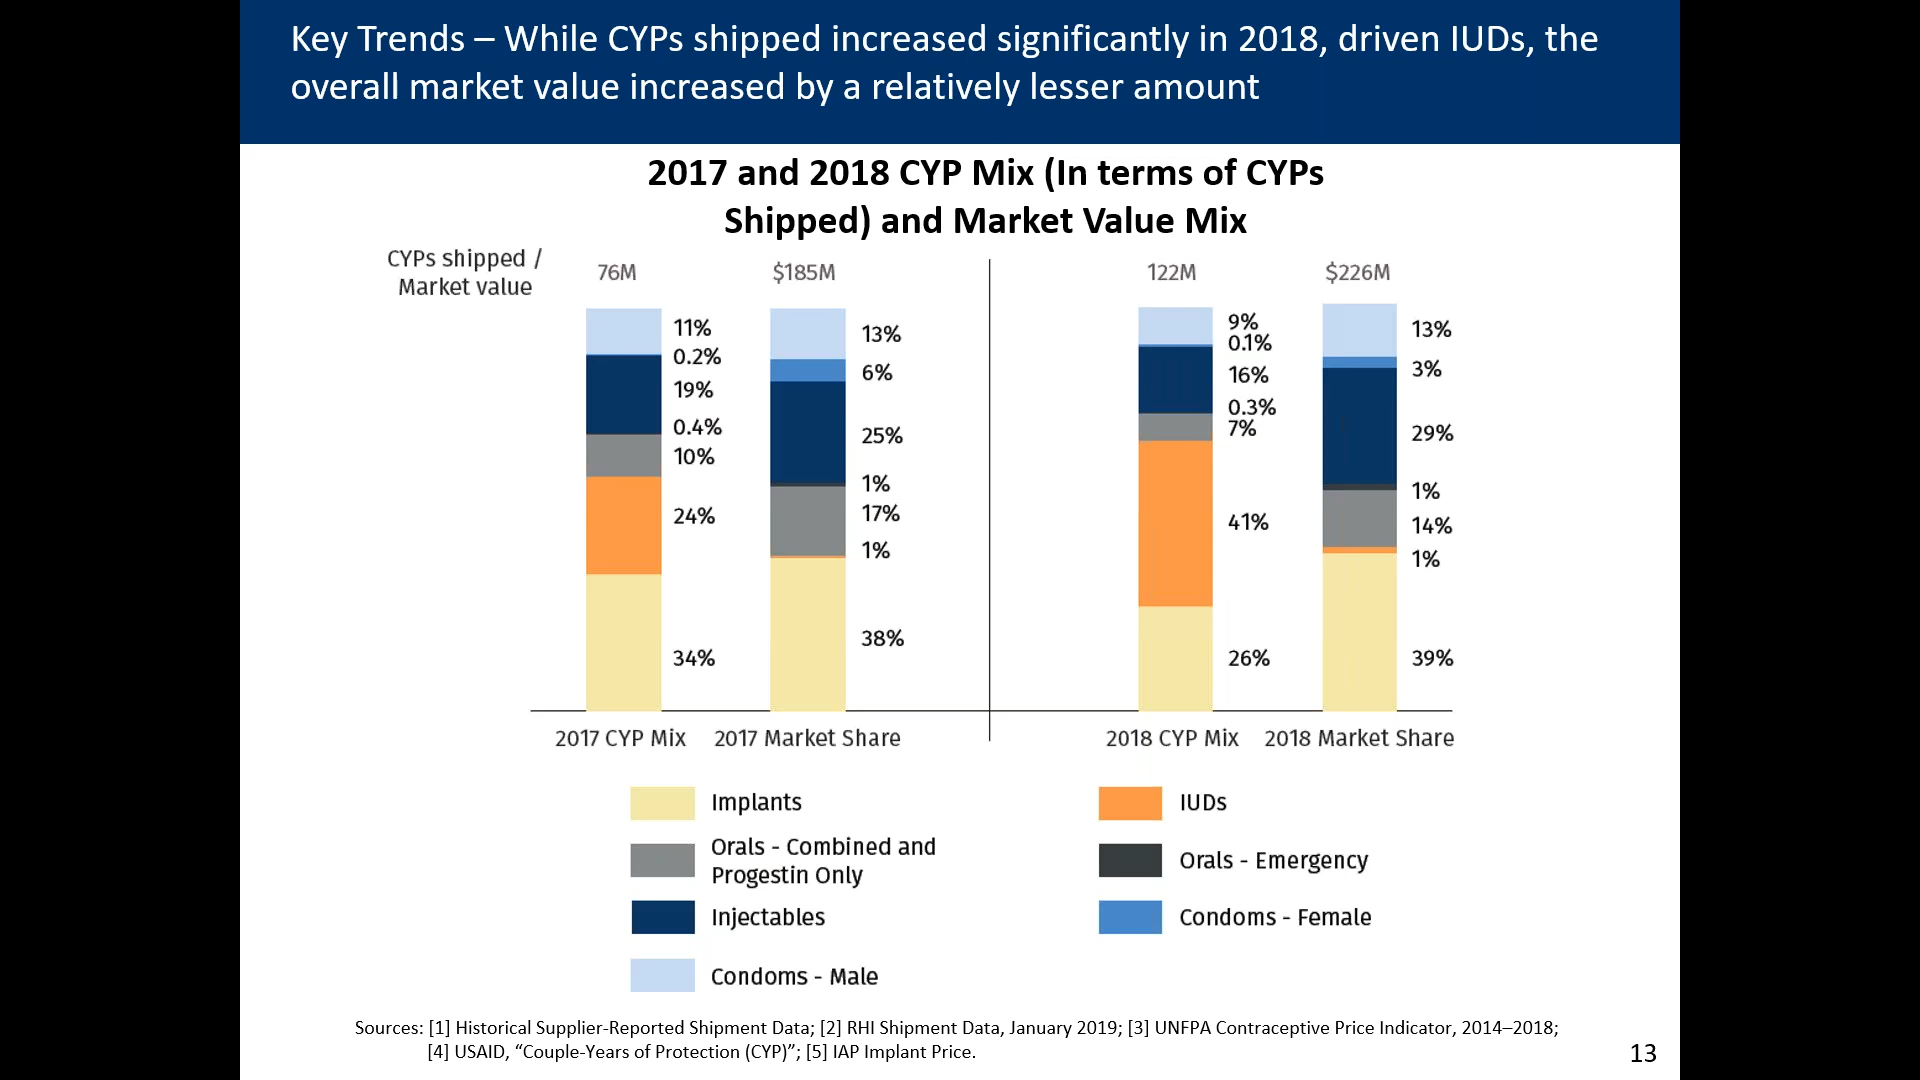 Key Trends – While CYPs shipped increased significantly in 2018, driven IUDs, the
overall market value increased by a relatively lesser amount
2017 and 2018 CYP Mix (In terms of CYPs
Shipped) and Market Value Mix
CYPs shipped /
Market value
76M
$185M
122M
$226M
11%
0.2%
19%
0.4%
10%
24%
34%
13%
6%
25%
1%
17%
1%
38%
9%
0.1%
16%
0.3%
7%
41%
26%
13%
3%
29%
1%
14%
1%
39%
2017 CYP Mix
2017 Market Share
2018 CYP Mix
2018 Market Share
Implants
IUDs
Orals - Combined and
Progestin Only
Orals - Emergency
Injectables
Condoms - Female
Condoms - Male
Sources: [1] Historical Supplier-Reported Shipment Data; [2] RHI Shipment Data, January 2019; [3] UNFPA Contraceptive Price Indicator, 2014–2018;
[4] USAID, “Couple-Years of Protection (CYP)”; [5] IAP Implant Price.
13